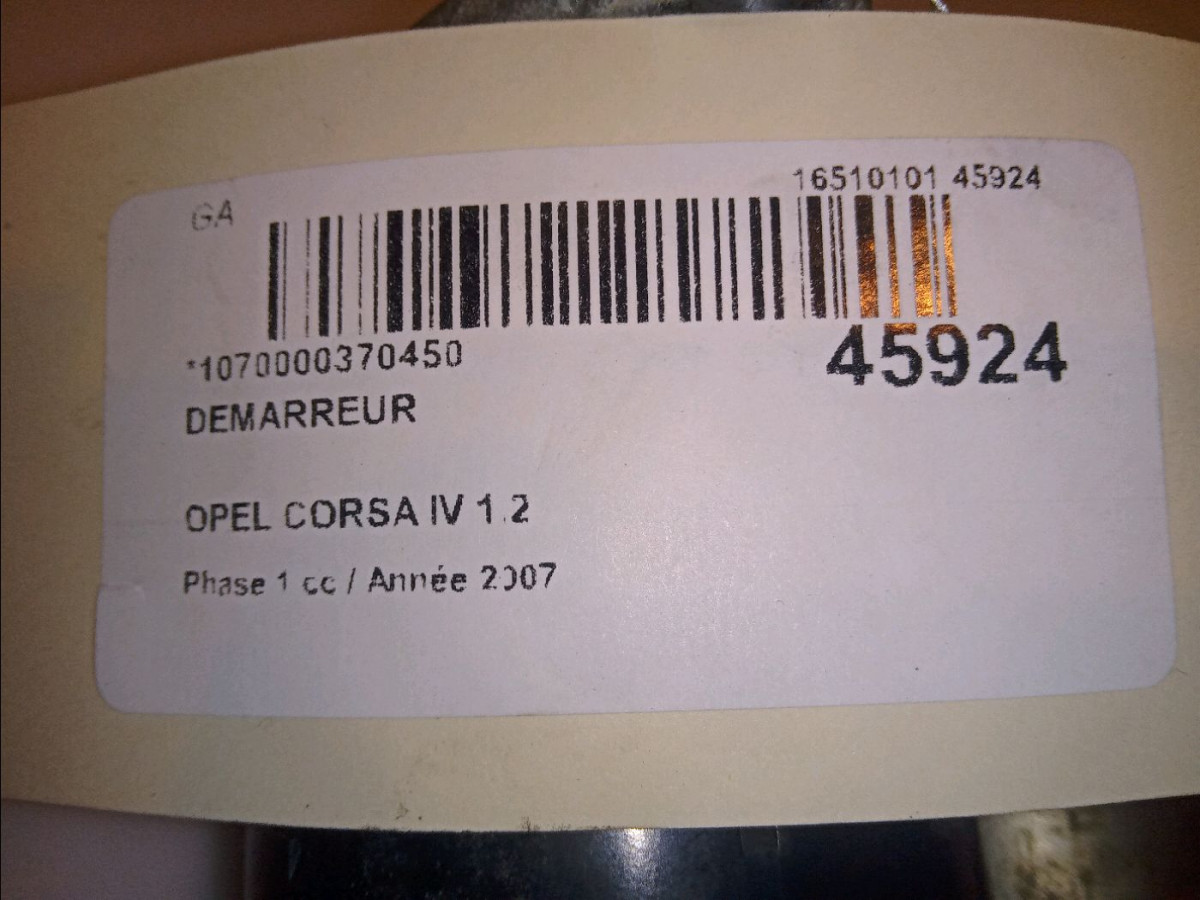 16510101 45924
GA
*1070000370450
45924
DEMARREUR
OPEL CORSA IV 1.2
Phase 1 cc / Année 2007